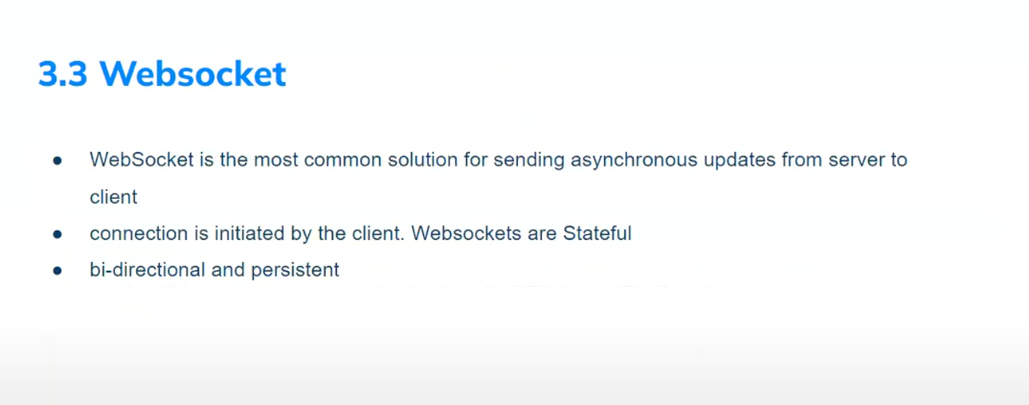 3.3 Websocket
● WebSocket is the most common solution for sending asynchronous updates from server to
client
● connection is initiated by the client. Websockets are Stateful
● bi-directional and persistent